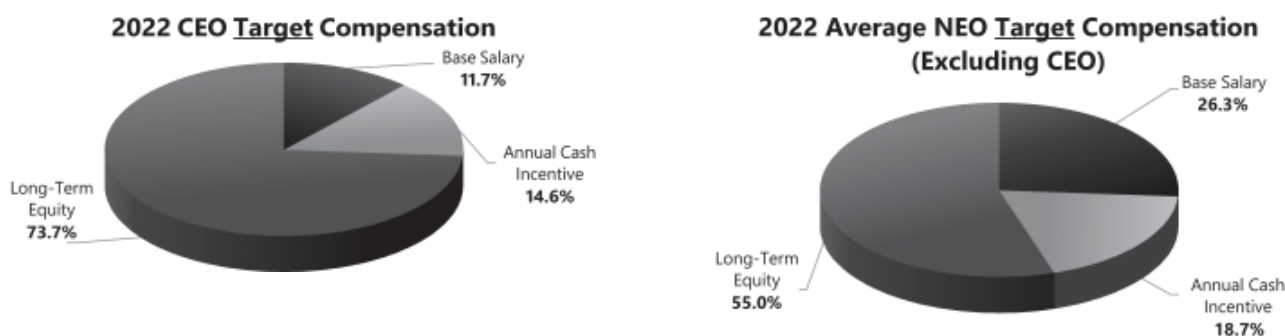 2022 CEO Target Compensation
Base Salary
11.7%
Annual Cash
Incentive
14.6%
Long-Term
Equity
73.7%
2022 Average NEO Target Compensation
(Excluding CEO)
Base Salary
26.3%
Long-Term
Equity
55.0%
Annual Cash
Incentive
18.7%